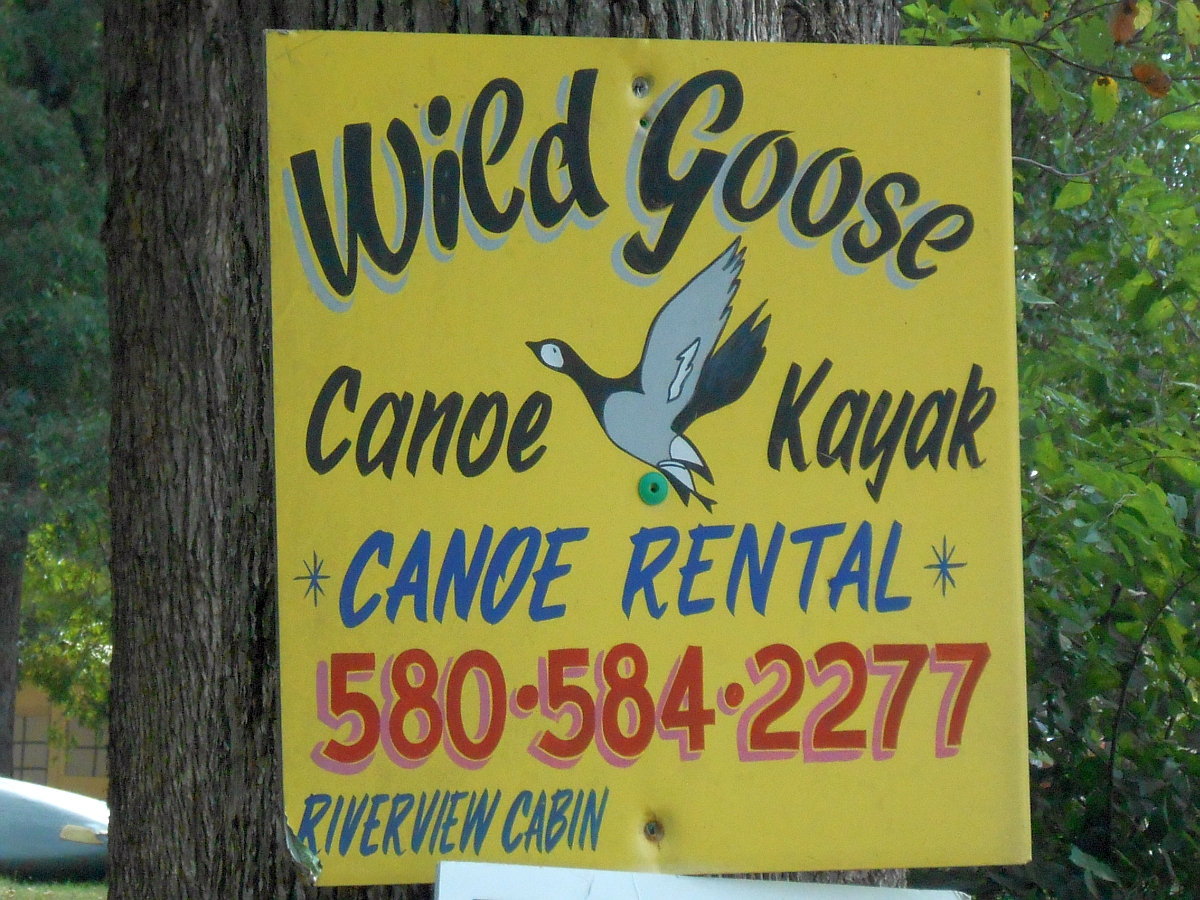 Wild Goose
Canoe Kayak
* CANOE RENTAL *
580•584•2277
RIVERVIEW CABIN